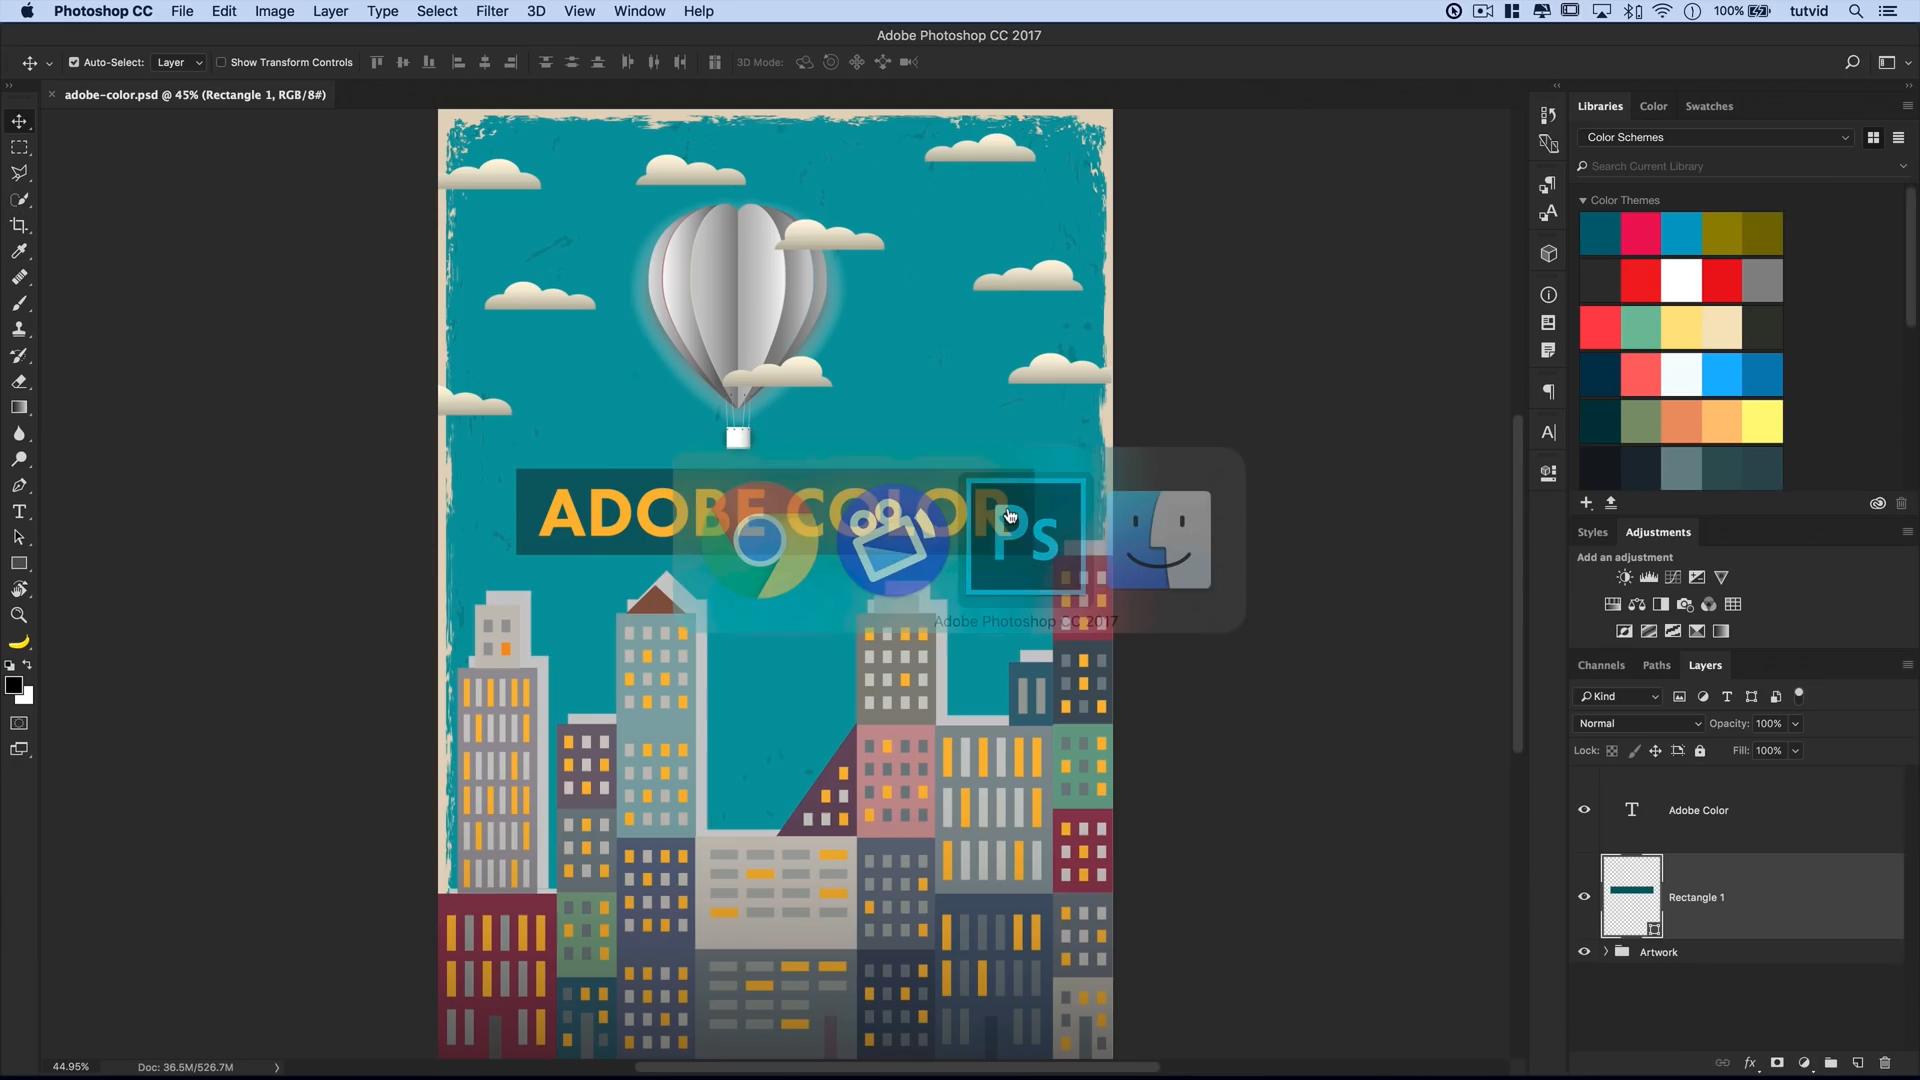 Photoshop CC File Edit Image Layer Type Select Filter 3D View Window Help 100% tutvid
Adobe Photoshop CC 2017
Auto-Select: Layer Show Transform Controls 3D Mode:
adobe-color.psd @ 45% (Rectangle 1, RGB/8#)
Libraries Color Swatches
Color Schemes
Search Current Library
Color Themes
ADOBE COLOR
Ps
Adobe Photoshop CC 2017
Styles Adjustments
Add an adjustment
Channels Paths Layers
Kind
Normal Opacity: 100%
Lock: Fill: 100%
Adobe Color
Rectangle 1
Artwork
44.95% Doc: 36.5M/526.7M